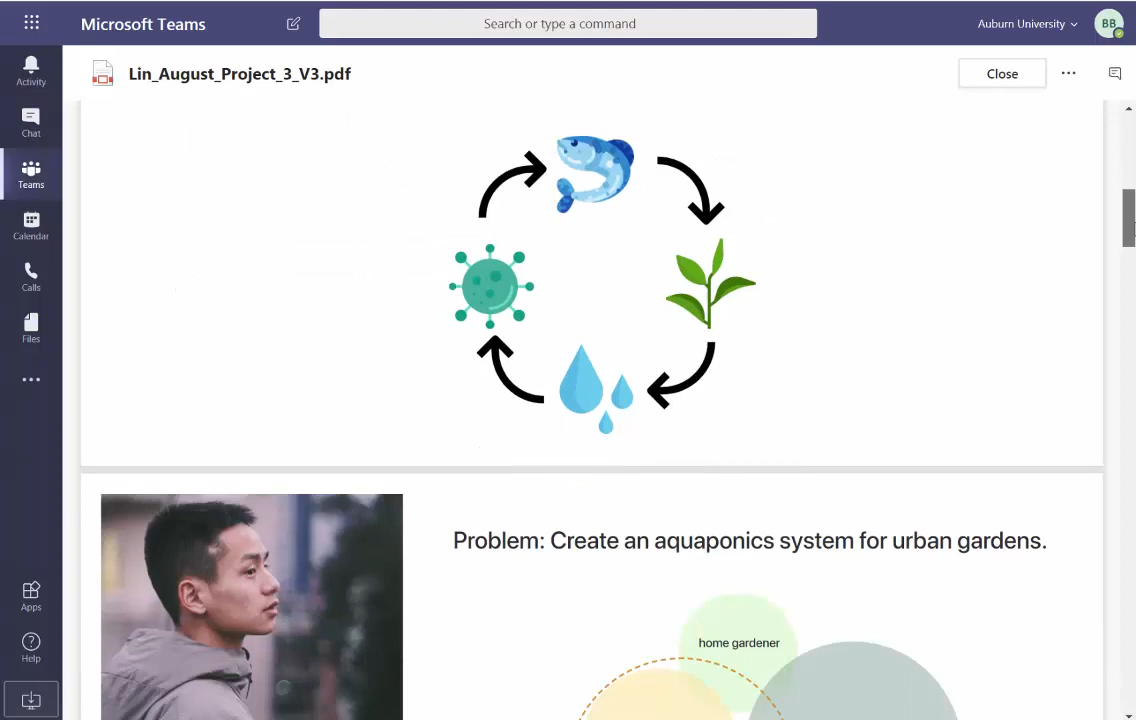 Microsoft Teams
Search or type a command
Auburn University
BB
Activity
Lin_August_Project_3_V3.pdf
Close
Chat
Teams
Calendar
Calls
Files
Problem: Create an aquaponics system for urban gardens.
home gardener
Apps
Help